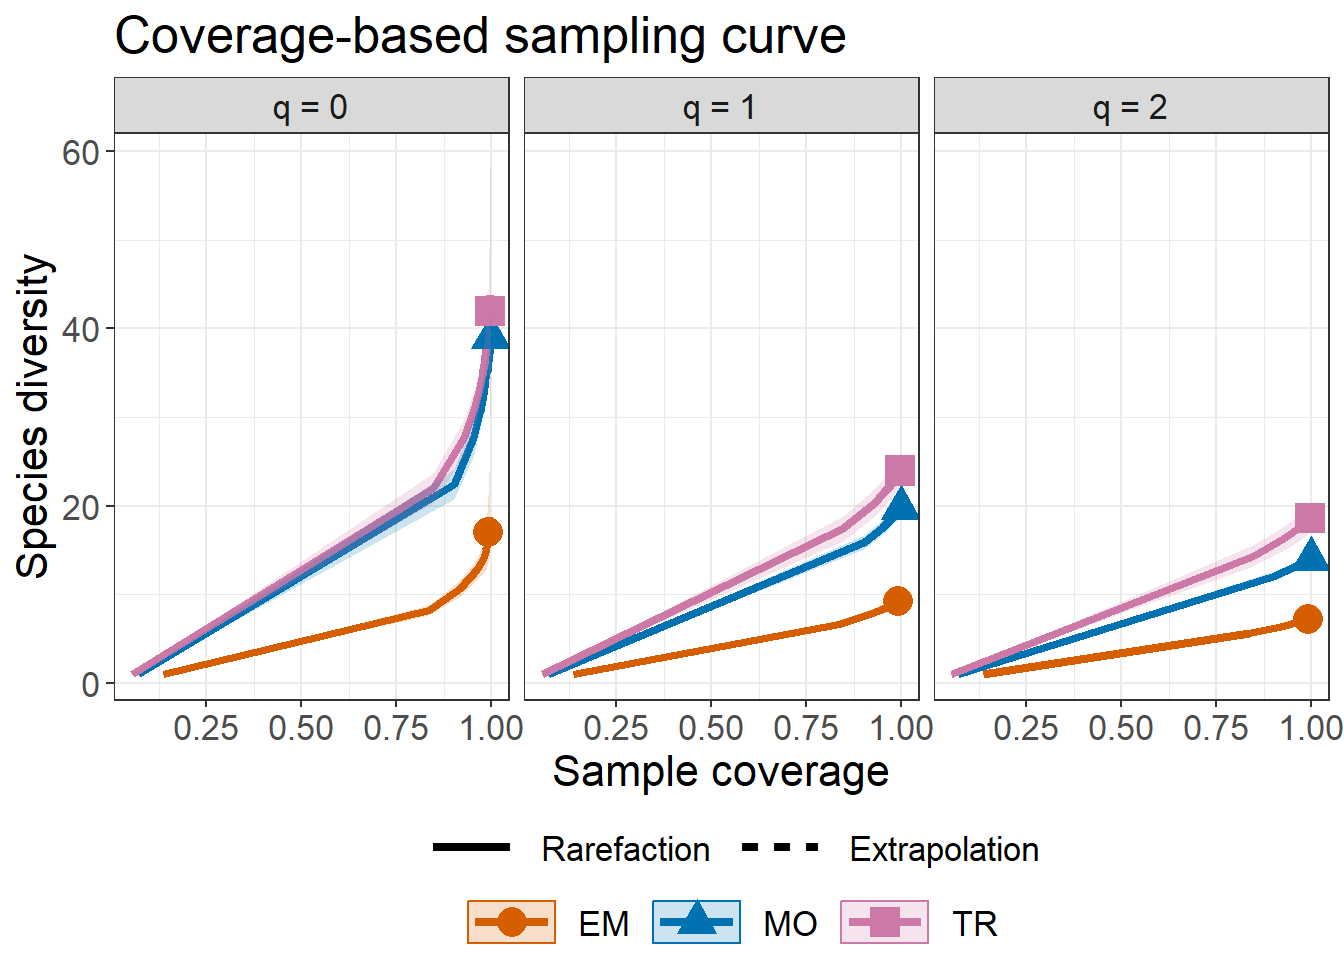 Coverage-based sampling curve
q = 0
q = 1
q = 2
Species diversity
60
40
20
0
0.25 0.50 0.75 1.00
0.25 0.50 0.75 1.00
0.25 0.50 0.75 1.00
Sample coverage
Rarefaction Extrapolation
EM MO TR